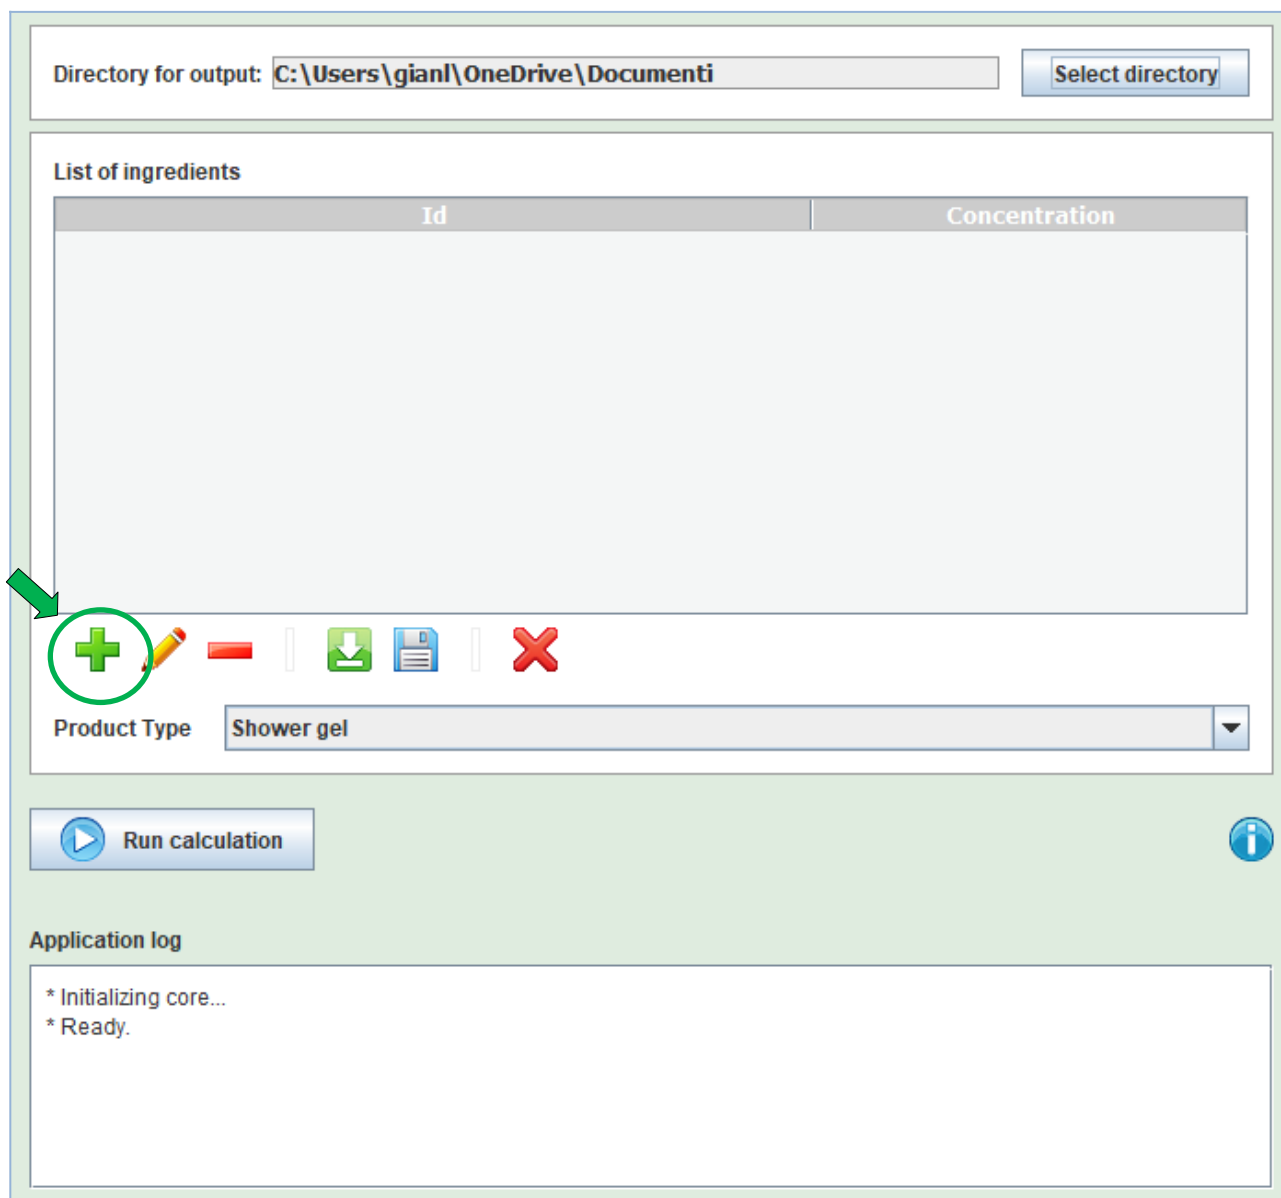 Directory for output: C:\Users\gianl\OneDrive\Documenti Select directory
List of ingredients
Id Concentration
Product Type Shower gel
Run calculation
Application log
* Initializing core...
* Ready.